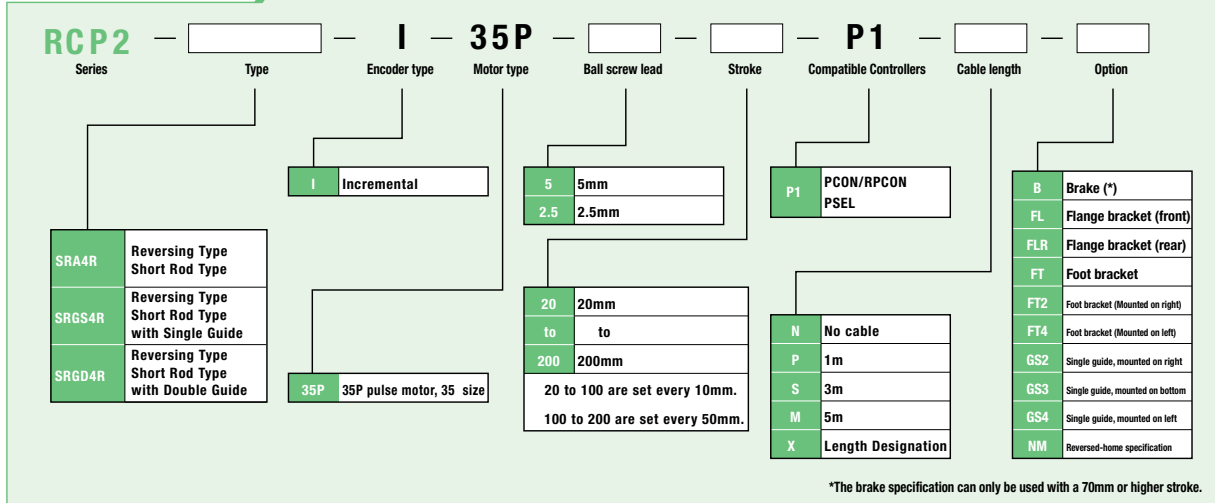 RCP2 — — I — 35P — — — P1 — —
Series Type Encoder type Motor type Ball screw lead Stroke Compatible Controllers Cable length Option
SRA4R Reversing Type
Short Rod Type
SRGS4R Reversing Type
Short Rod Type
with Single Guide
SRGD4R Reversing Type
Short Rod Type
with Double Guide
I Incremental
35P 35P pulse motor, 35 size
5 5mm
2.5 2.5mm
20 20mm
to to
200 200mm
20 to 100 are set every 10mm.
100 to 200 are set every 50mm.
P1 PCON/RPCON
PSEL
N No cable
P 1m
S 3m
M 5m
X Length Designation
B Brake (*)
FL Flange bracket (front)
FLR Flange bracket (rear)
FT Foot bracket
FT2 Foot bracket (Mounted on right)
FT4 Foot bracket (Mounted on left)
GS2 Single guide, mounted on right
GS3 Single guide, mounted on bottom
GS4 Single guide, mounted on left
NM Reversed-home specification
*The brake specification can only be used with a 70mm or higher stroke.